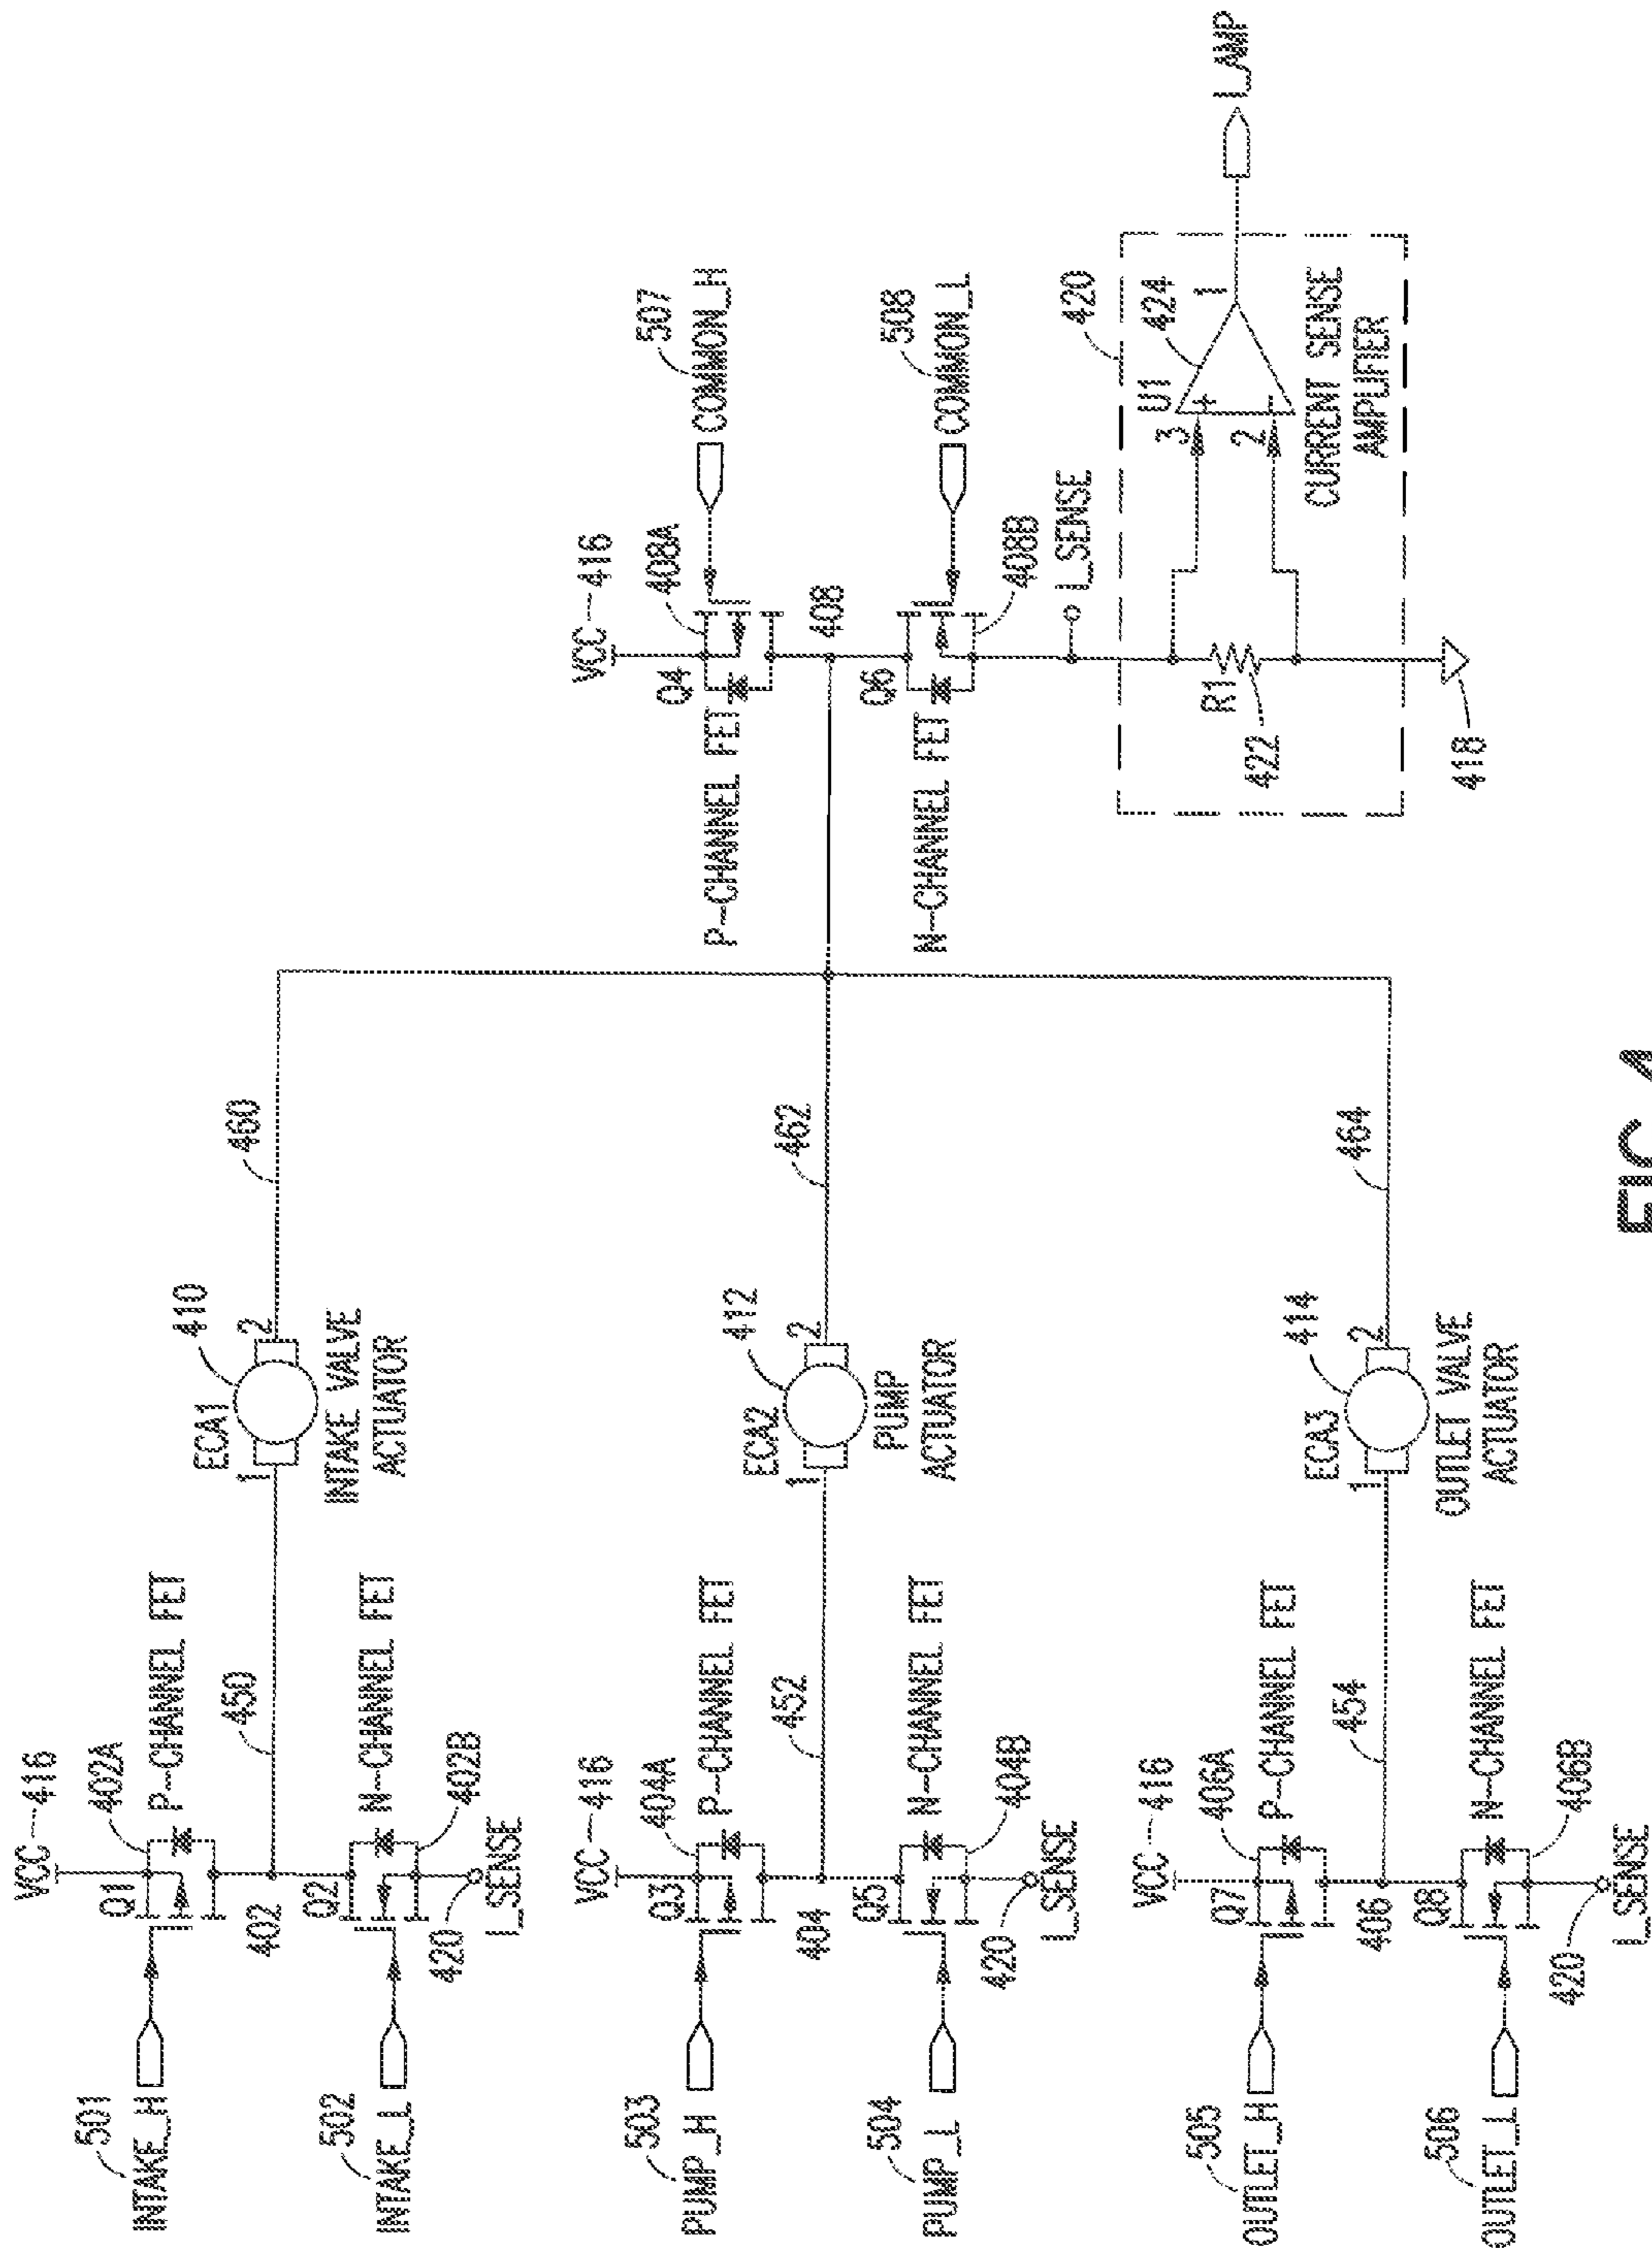 501
INTAKE_H
502
INTAKE_L
VCC
416
402A
Q1
P-CHANNEL FET
402
450
Q2
N-CHANNEL FET
402B
420
I_SENSE
ECA1
410
1
2
INTAKE VALVE
ACTUATOR
460
503
PUMP_H
504
PUMP_L
VCC
416
404A
Q3
P-CHANNEL FET
404
452
Q5
N-CHANNEL FET
404B
420
I_SENSE
ECA2
412
1
2
PUMP
ACTUATOR
462
505
OUTLET_H
506
OUTLET_L
VCC
416
406A
Q7
P-CHANNEL FET
406
454
Q8
N-CHANNEL FET
406B
420
I_SENSE
ECA3
414
1
2
OUTLET VALVE
ACTUATOR
464
VCC
416
408A
Q4
P-CHANNEL FET
507
COMMON_H
408
Q6
N-CHANNEL FET
508
COMMON_L
408B
I_SENSE
420
U1
424
3
+
2
-
1
I_AMP
R1
422
CURRENT SENSE
AMPLIFIER
418